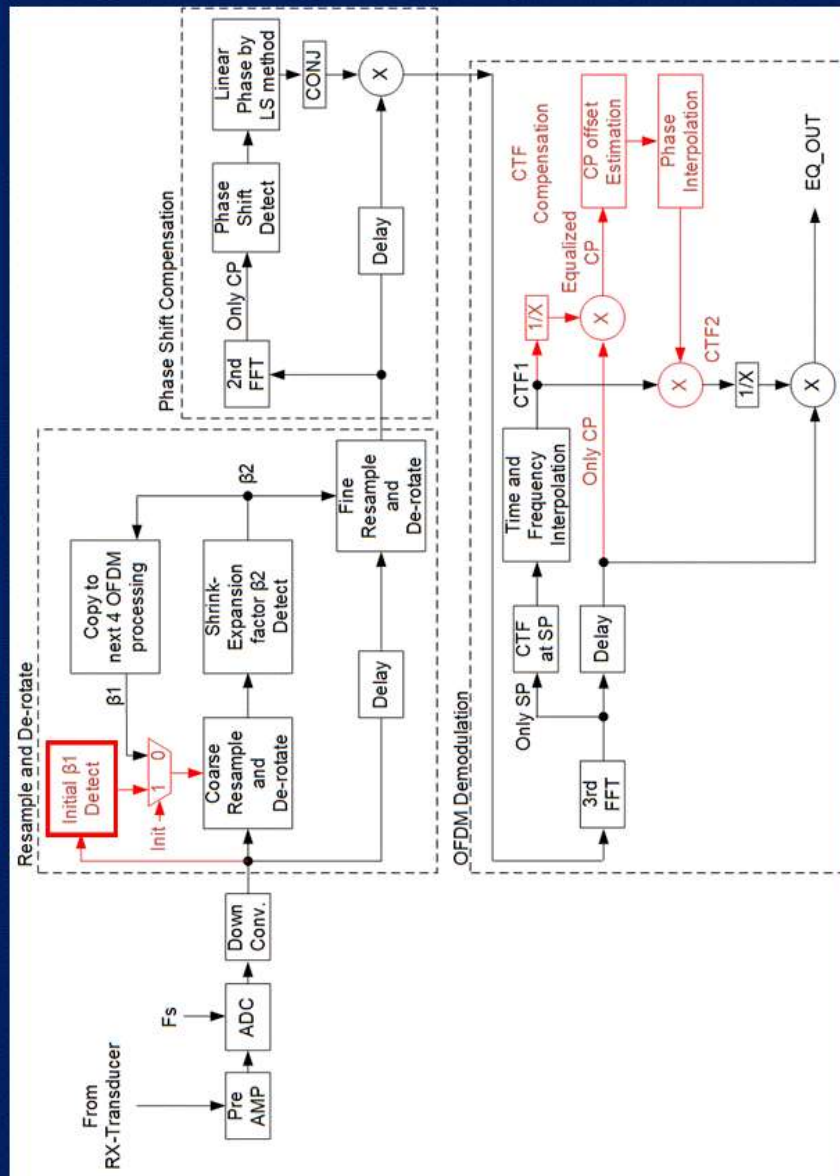 From
RX-Transducer
Pre
AMP
Fs
ADC
Down
Conv.
Resample and De-rotate
Initial β1
Detect
Init
1 0
β1
Copy to
next 4 OFDM
processing
Coarse
Resample
and
De-rotate
Shrink-
Expansion
factor β2
Detect
β2
Delay
Fine
Resample
and
De-rotate
Phase Shift Compensation
2nd
FFT
Only CP
Phase
Shift
Detect
Linear
Phase by
LS method
CONJ
X
Delay
OFDM Demodulation
3rd
FFT
Only SP
CTF
at SP
Delay
Time and
Frequency
Interpolation
CTF1
Only CP
1/X
X
Equalized
CP
CTF
Compensation
CP offset
Estimation
Phase
Interpolation
X
CTF2
1/X
X
EQ_OUT